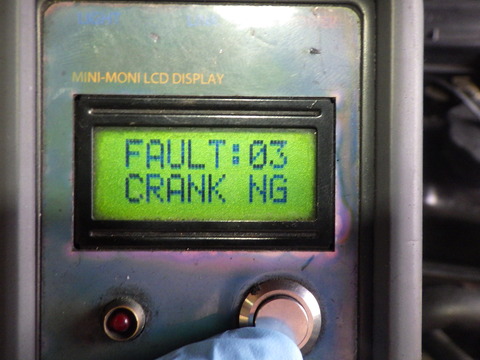 MINI-MONI LCD DISPLAY
FAULT:03
CRANK NG